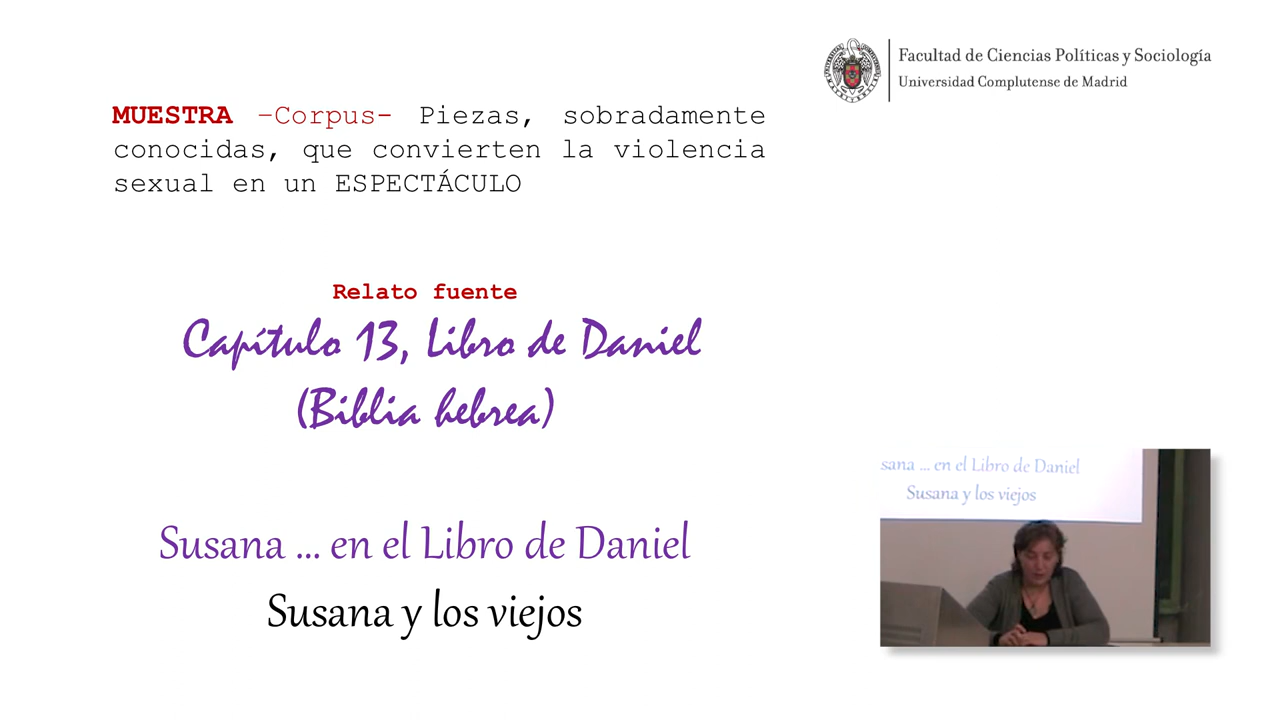 Facultad de Ciencias Políticas y Sociología
Universidad Complutense de Madrid
MUESTRA –Corpus- Piezas, sobradamente
conocidas, que convierten la violencia
sexual en un ESPECTÁCULO
Relato fuente
Capítulo 13, Libro de Daniel
(Biblia hebrea)
Susana ... en el Libro de Daniel
Susana y los viejos
sana ... en el Libro de Daniel
Susana y los viejos